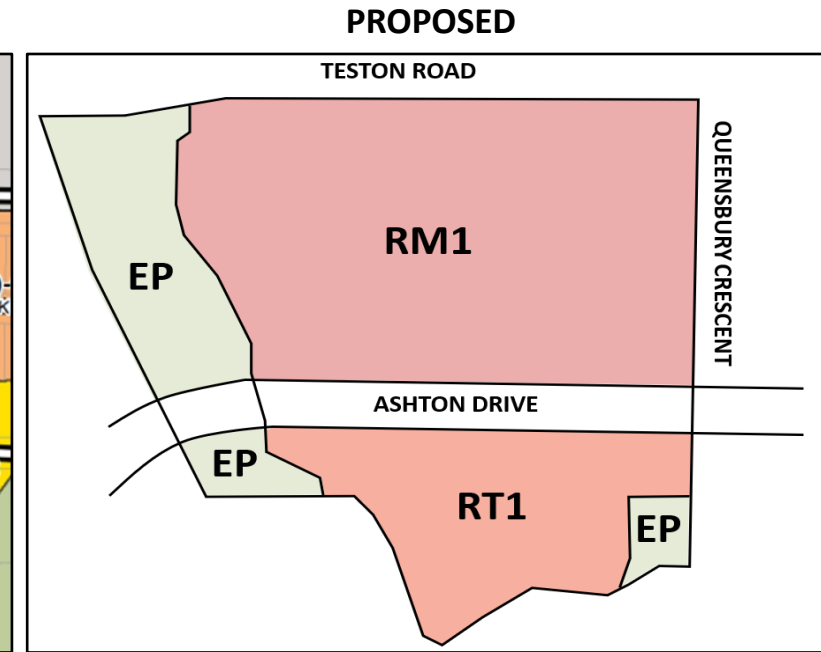 PROPOSED
TESTON ROAD
QUEENSBURY CRESCENT
RM1
EP
ASHTON DRIVE
EP
RT1
EP
K